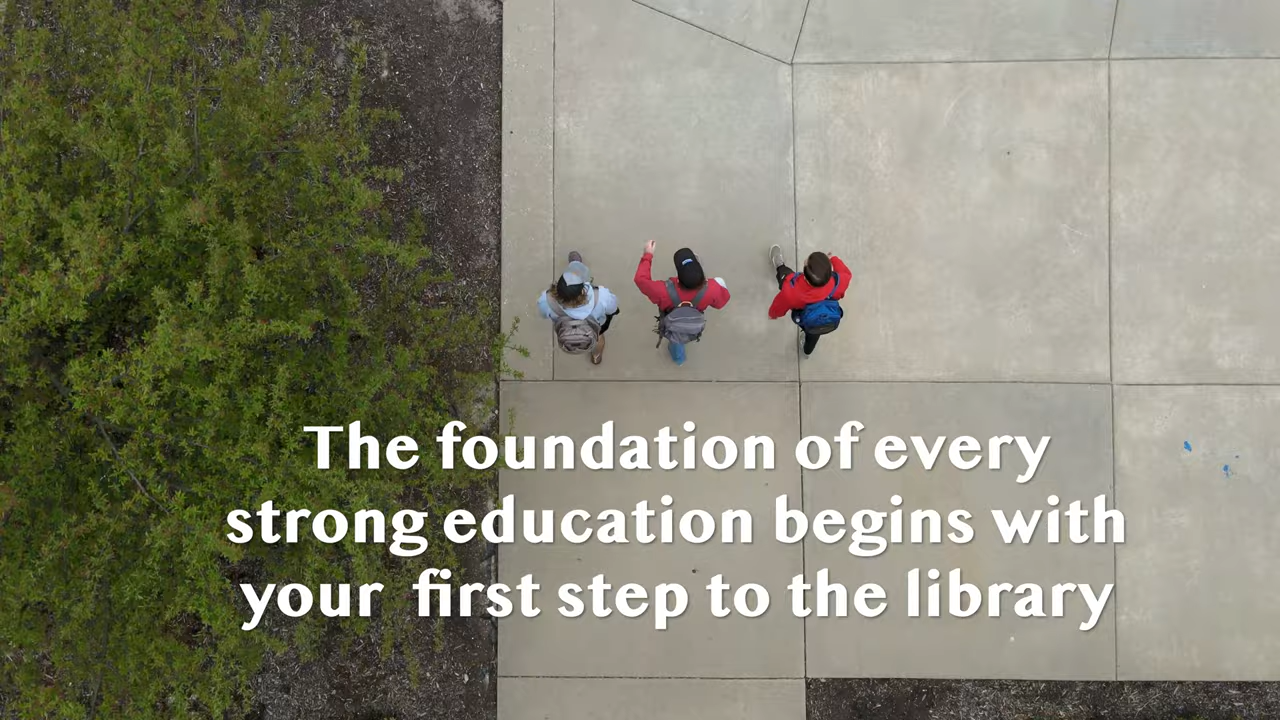 The foundation of every
strong education begins with
your first step to the library